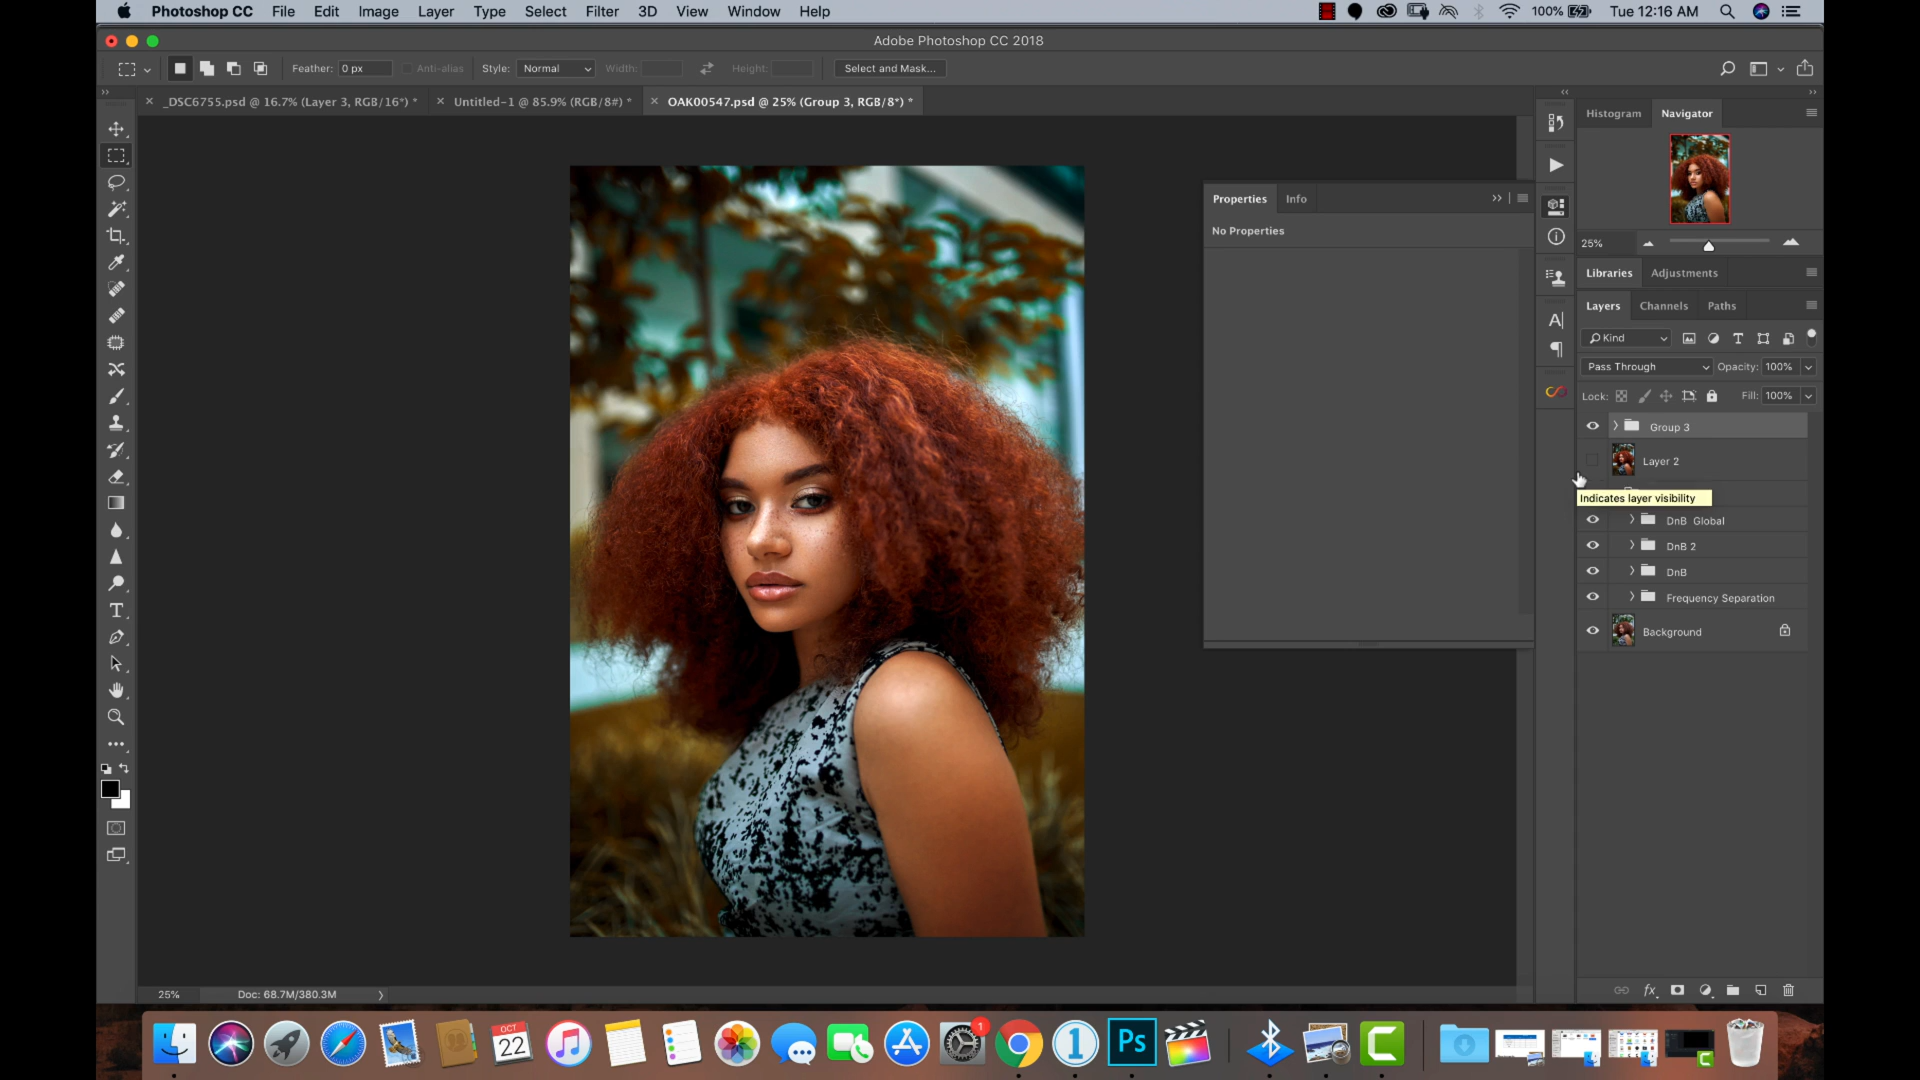 Photoshop CC File Edit Image Layer Type Select Filter 3D View Window Help 100% Tue 12:16 AM
Adobe Photoshop CC 2018
Feather: 0 px Anti-alias Style: Normal Width: Height: Select and Mask...
_DSC6755.psd @ 16.7% (Layer 3, RGB/16*) * Untitled-1 @ 85.9% (RGB/8#) * OAK00547.psd @ 25% (Group 3, RGB/8*) *
Histogram Navigator
Properties Info
No Properties
25%
Libraries Adjustments
Layers Channels Paths
Kind
Pass Through Opacity: 100%
Lock: Fill: 100%
Group 3
Layer 2
Indicates layer visibility
DnB Global
DnB 2
DnB
Frequency Separation
Background
25% Doc: 68.7M/380.3M
OCT
22
1
1
Ps